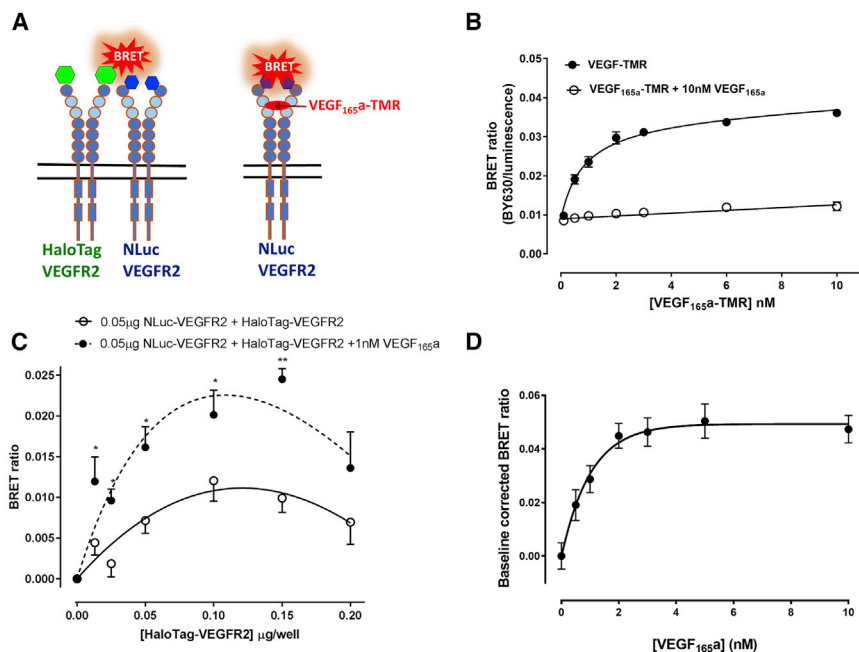 A
BRET
BRET
VEGF165a-TMR
HaloTag
VEGFR2
NLuc
VEGFR2
NLuc
VEGFR2
B
VEGF-TMR
VEGF165a-TMR + 10nM VEGF165a
BRET ratio
(BY630/luminescence)
0.04
0.03
0.02
0.01
0.00
0 2 4 6 8 10
[VEGF165a-TMR] nM
0.05µg NLuc-VEGFR2 + HaloTag-VEGFR2
0.05µg NLuc-VEGFR2 + HaloTag-VEGFR2 +1nM VEGF165a
C
BRET ratio
0.025
0.020
0.015
0.010
0.005
0.000
* * * **
0.00 0.05 0.10 0.15 0.20
[HaloTag-VEGFR2] µg/well
D
Baseline corrected BRET ratio
0.06
0.04
0.02
0.00
0 2 4 6 8 10
[VEGF165a] (nM)